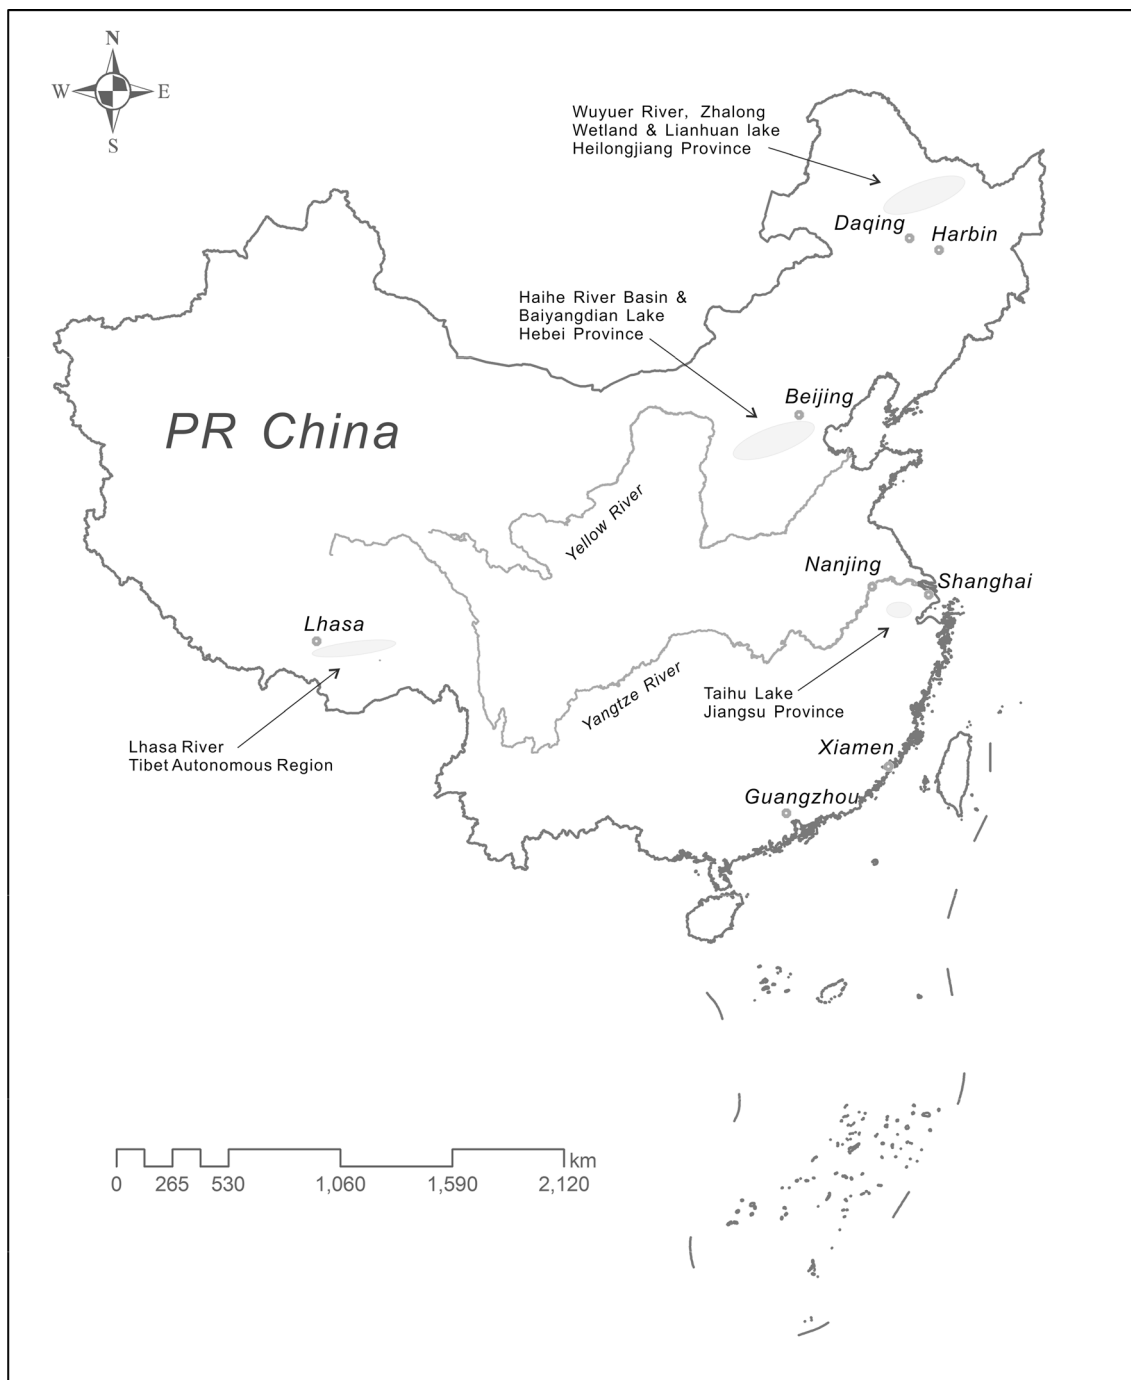 N
W E
S
Wuyuer River, Zhalong
Wetland & Lianhuan lake
Heilongjiang Province
Daqing
Harbin
Haihe River Basin &
Baiyangdian Lake
Hebei Province
Beijing
PR China
Yellow River
Nanjing
Shanghai
Lhasa
Taihu Lake
Jiangsu Province
Yangtze River
Lhasa River
Tibet Autonomous Region
Xiamen
Guangzhou
km
0 265 530 1,060 1,590 2,120